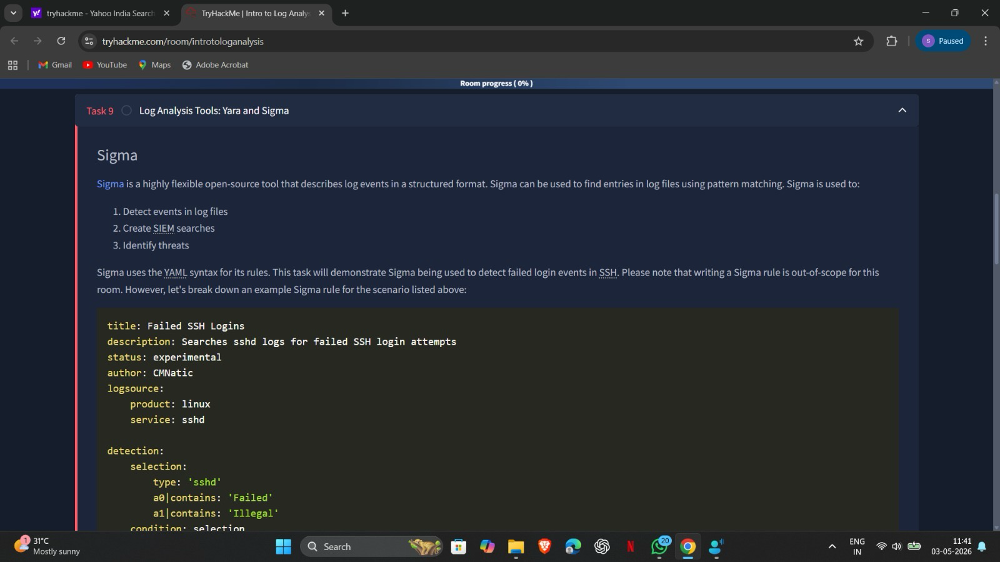 tryhackme - Yahoo India Search
TryHackMe | Intro to Log Analys
tryhackme.com/room/introtologanalysis
S Paused
Gmail
YouTube
Maps
Adobe Acrobat
Room progress ( 0% )
Task 9 Log Analysis Tools: Yara and Sigma
Sigma
Sigma is a highly flexible open-source tool that describes log events in a structured format. Sigma can be used to find entries in log files using pattern matching. Sigma is used to:
1. Detect events in log files
2. Create SIEM searches
3. Identify threats
Sigma uses the YAML syntax for its rules. This task will demonstrate Sigma being used to detect failed login events in SSH. Please note that writing a Sigma rule is out-of-scope for this
room. However, let's break down an example Sigma rule for the scenario listed above:
title: Failed SSH Logins
description: Searches sshd logs for failed SSH login attempts
status: experimental
author: CMNatic
logsource:
product: linux
service: sshd
detection:
selection:
type: 'sshd'
a0|contains: 'Failed'
a1|contains: 'Illegal'
condition: selection
1
31°C
Mostly sunny
Search
20
ENG
IN
11:41
03-05-2026